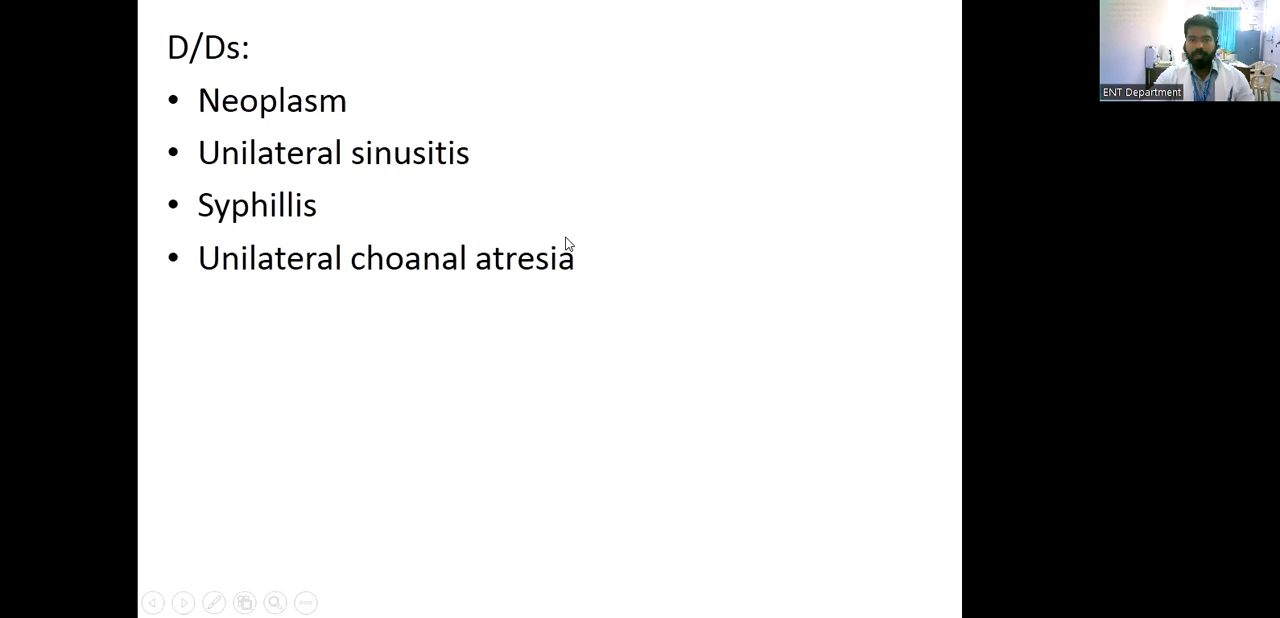 D/Ds:
• Neoplasm
• Unilateral sinusitis
• Syphillis
• Unilateral choanal atresia
ENT Department